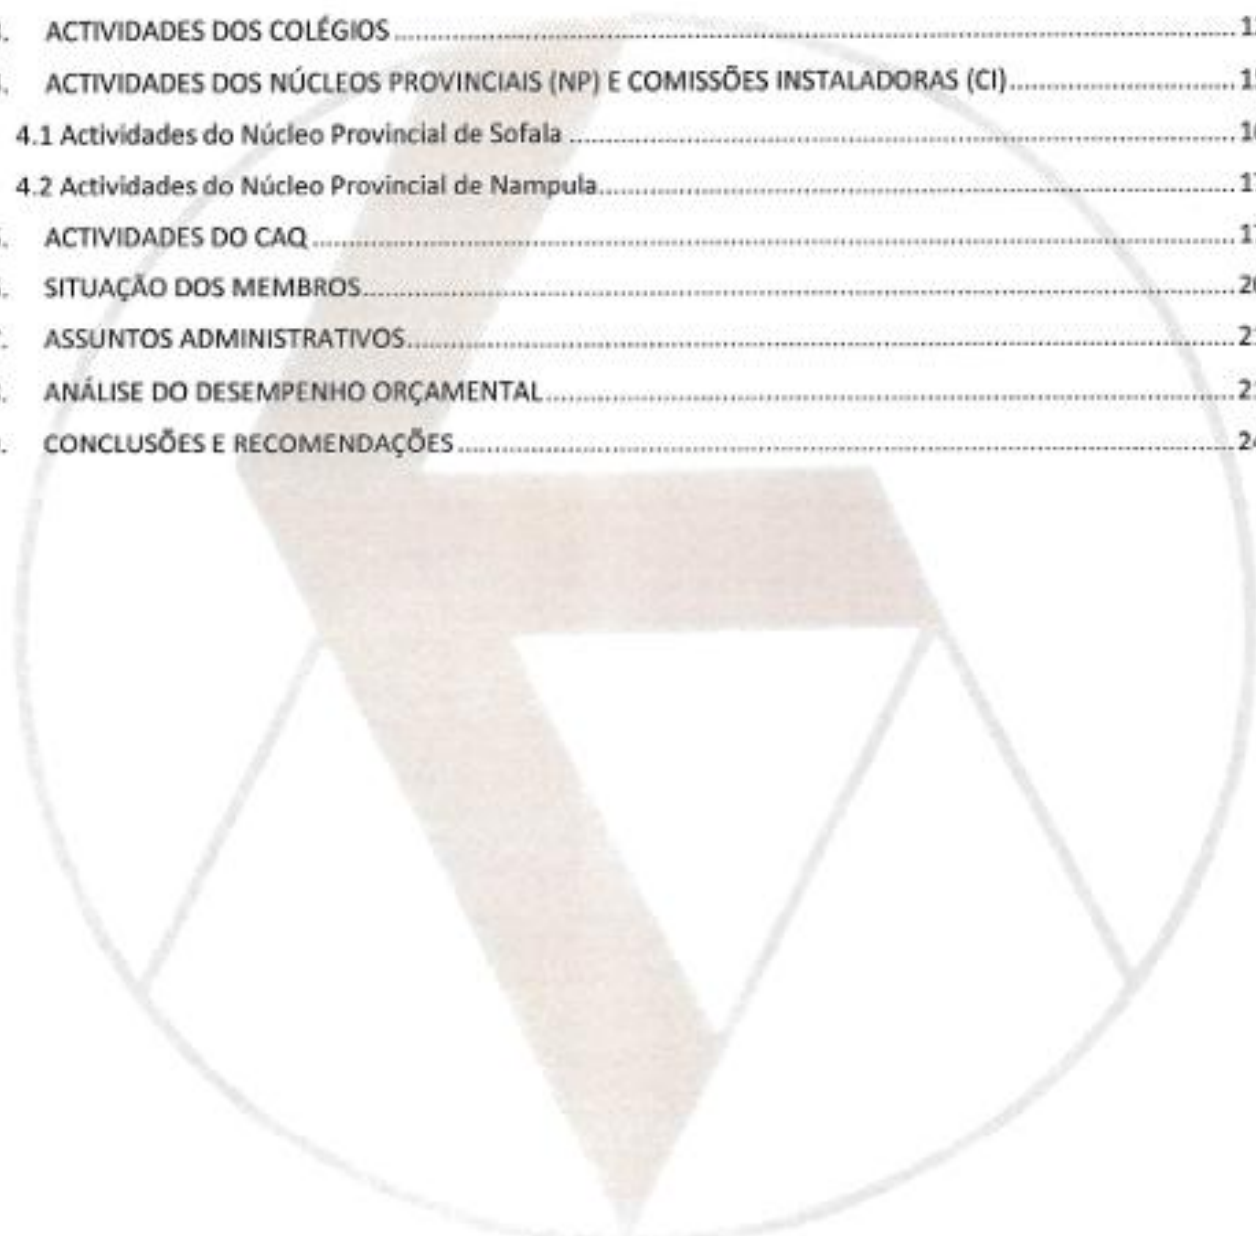 ACTIVIDADES DOS COLÉGIOS
ACTIVIDADES DOS NÚCLEOS PROVINCIAIS (NP) E COMISSÕES INSTALADORAS (CI)
4.1 Actividades do Núcleo Provincial de Sofala
4.2 Actividades do Núcleo Provincial de Nampula
ACTIVIDADES DO CAQ
SITUAÇÃO DOS MEMBROS
ASSUNTOS ADMINISTRATIVOS
ANÁLISE DO DESEMPENHO ORÇAMENTAL
CONCLUSÕES E RECOMENDAÇÕES